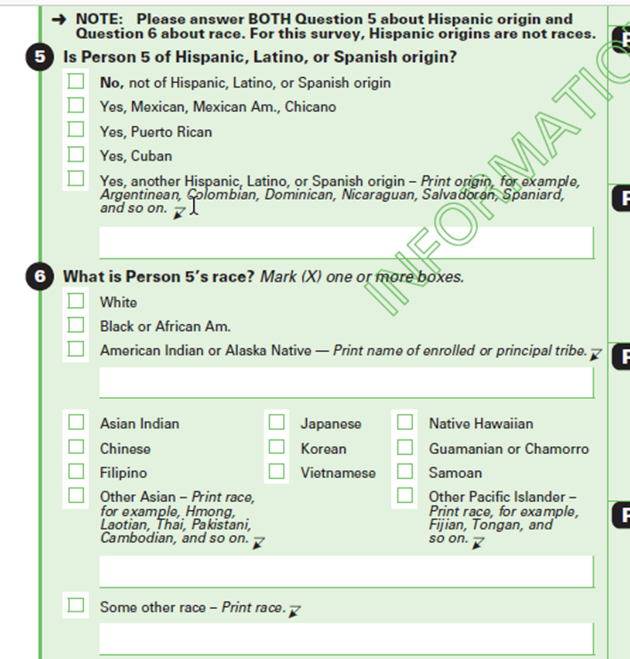 → NOTE: Please answer BOTH Question 5 about Hispanic origin and
Question 6 about race. For this survey, Hispanic origins are not races.
5 Is Person 5 of Hispanic, Latino, or Spanish origin?
No, not of Hispanic, Latino, or Spanish origin
Yes, Mexican, Mexican Am., Chicano
Yes, Puerto Rican
Yes, Cuban
Yes, another Hispanic, Latino, or Spanish origin – Print origin, for example,
Argentinean, Colombian, Dominican, Nicaraguan, Salvadoran, Spaniard,
and so on.
6 What is Person 5's race? Mark (X) one or more boxes.
White
Black or African Am.
American Indian or Alaska Native — Print name of enrolled or principal tribe.
Asian Indian Japanese Native Hawaiian
Chinese Korean Guamanian or Chamorro
Filipino Vietnamese Samoan
Other Asian – Print race, Other Pacific Islander –
for example, Hmong, Print race, for example,
Laotian, Thai, Pakistani, Fijian, Tongan, and
Cambodian, and so on. so on.
Some other race – Print race.
INFORMATIO